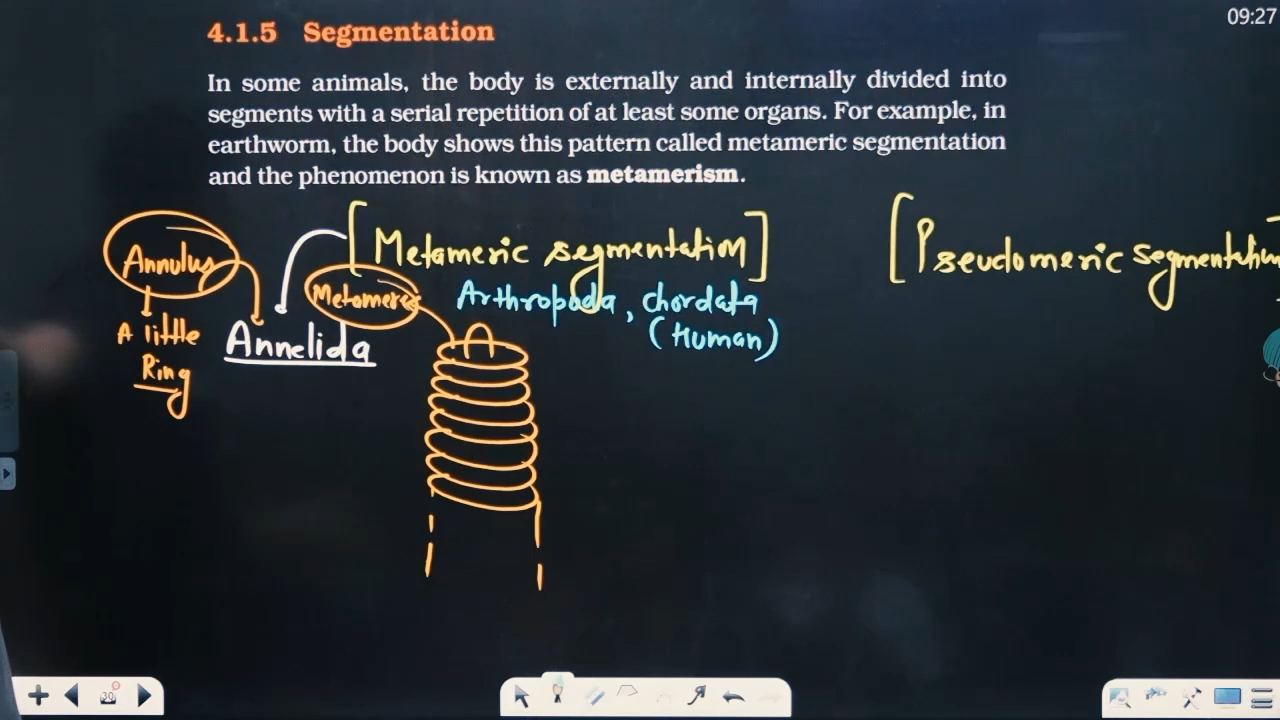 09:27
4.1.5 Segmentation
In some animals, the body is externally and internally divided into
segments with a serial repetition of at least some organs. For example, in
earthworm, the body shows this pattern called metameric segmentation
and the phenomenon is known as metamerism.
[Metameric segmentation]
[Pseudomeric segmentation
Annulus
Metameres
Arthropoda, chordata
(Human)
A little
Ring
Annelida
30